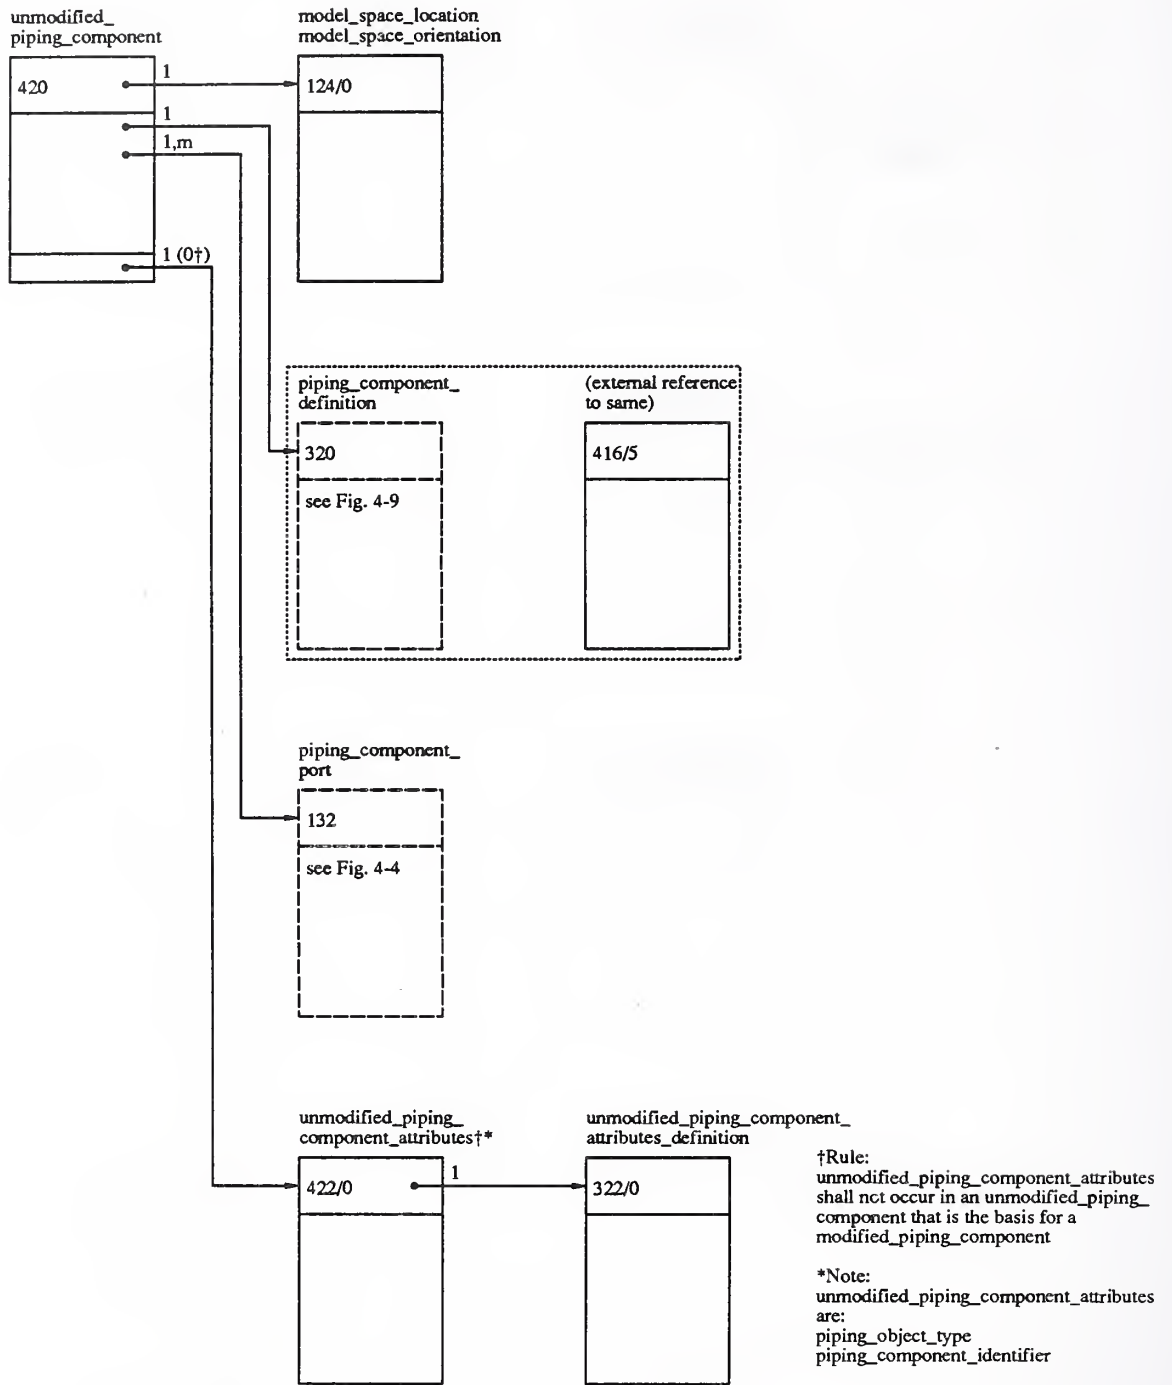 unmodified_
piping_component
model_space_location
model_space_orientation
420
1
124/0
1
1,m
1 (0†)
piping_component_
definition
(external reference
to same)
320
416/5
see Fig. 4-9
piping_component_
port
132
see Fig. 4-4
unmodified_piping_
component_attributes†*
unmodified_piping_component_
attributes_definition
422/0
1
322/0
†Rule:
unmodified_piping_component_attributes
shall not occur in an unmodified_piping_
component that is the basis for a
modified_piping_component
*Note:
unmodified_piping_component_attributes
are:
piping_object_type
piping_component_identifier